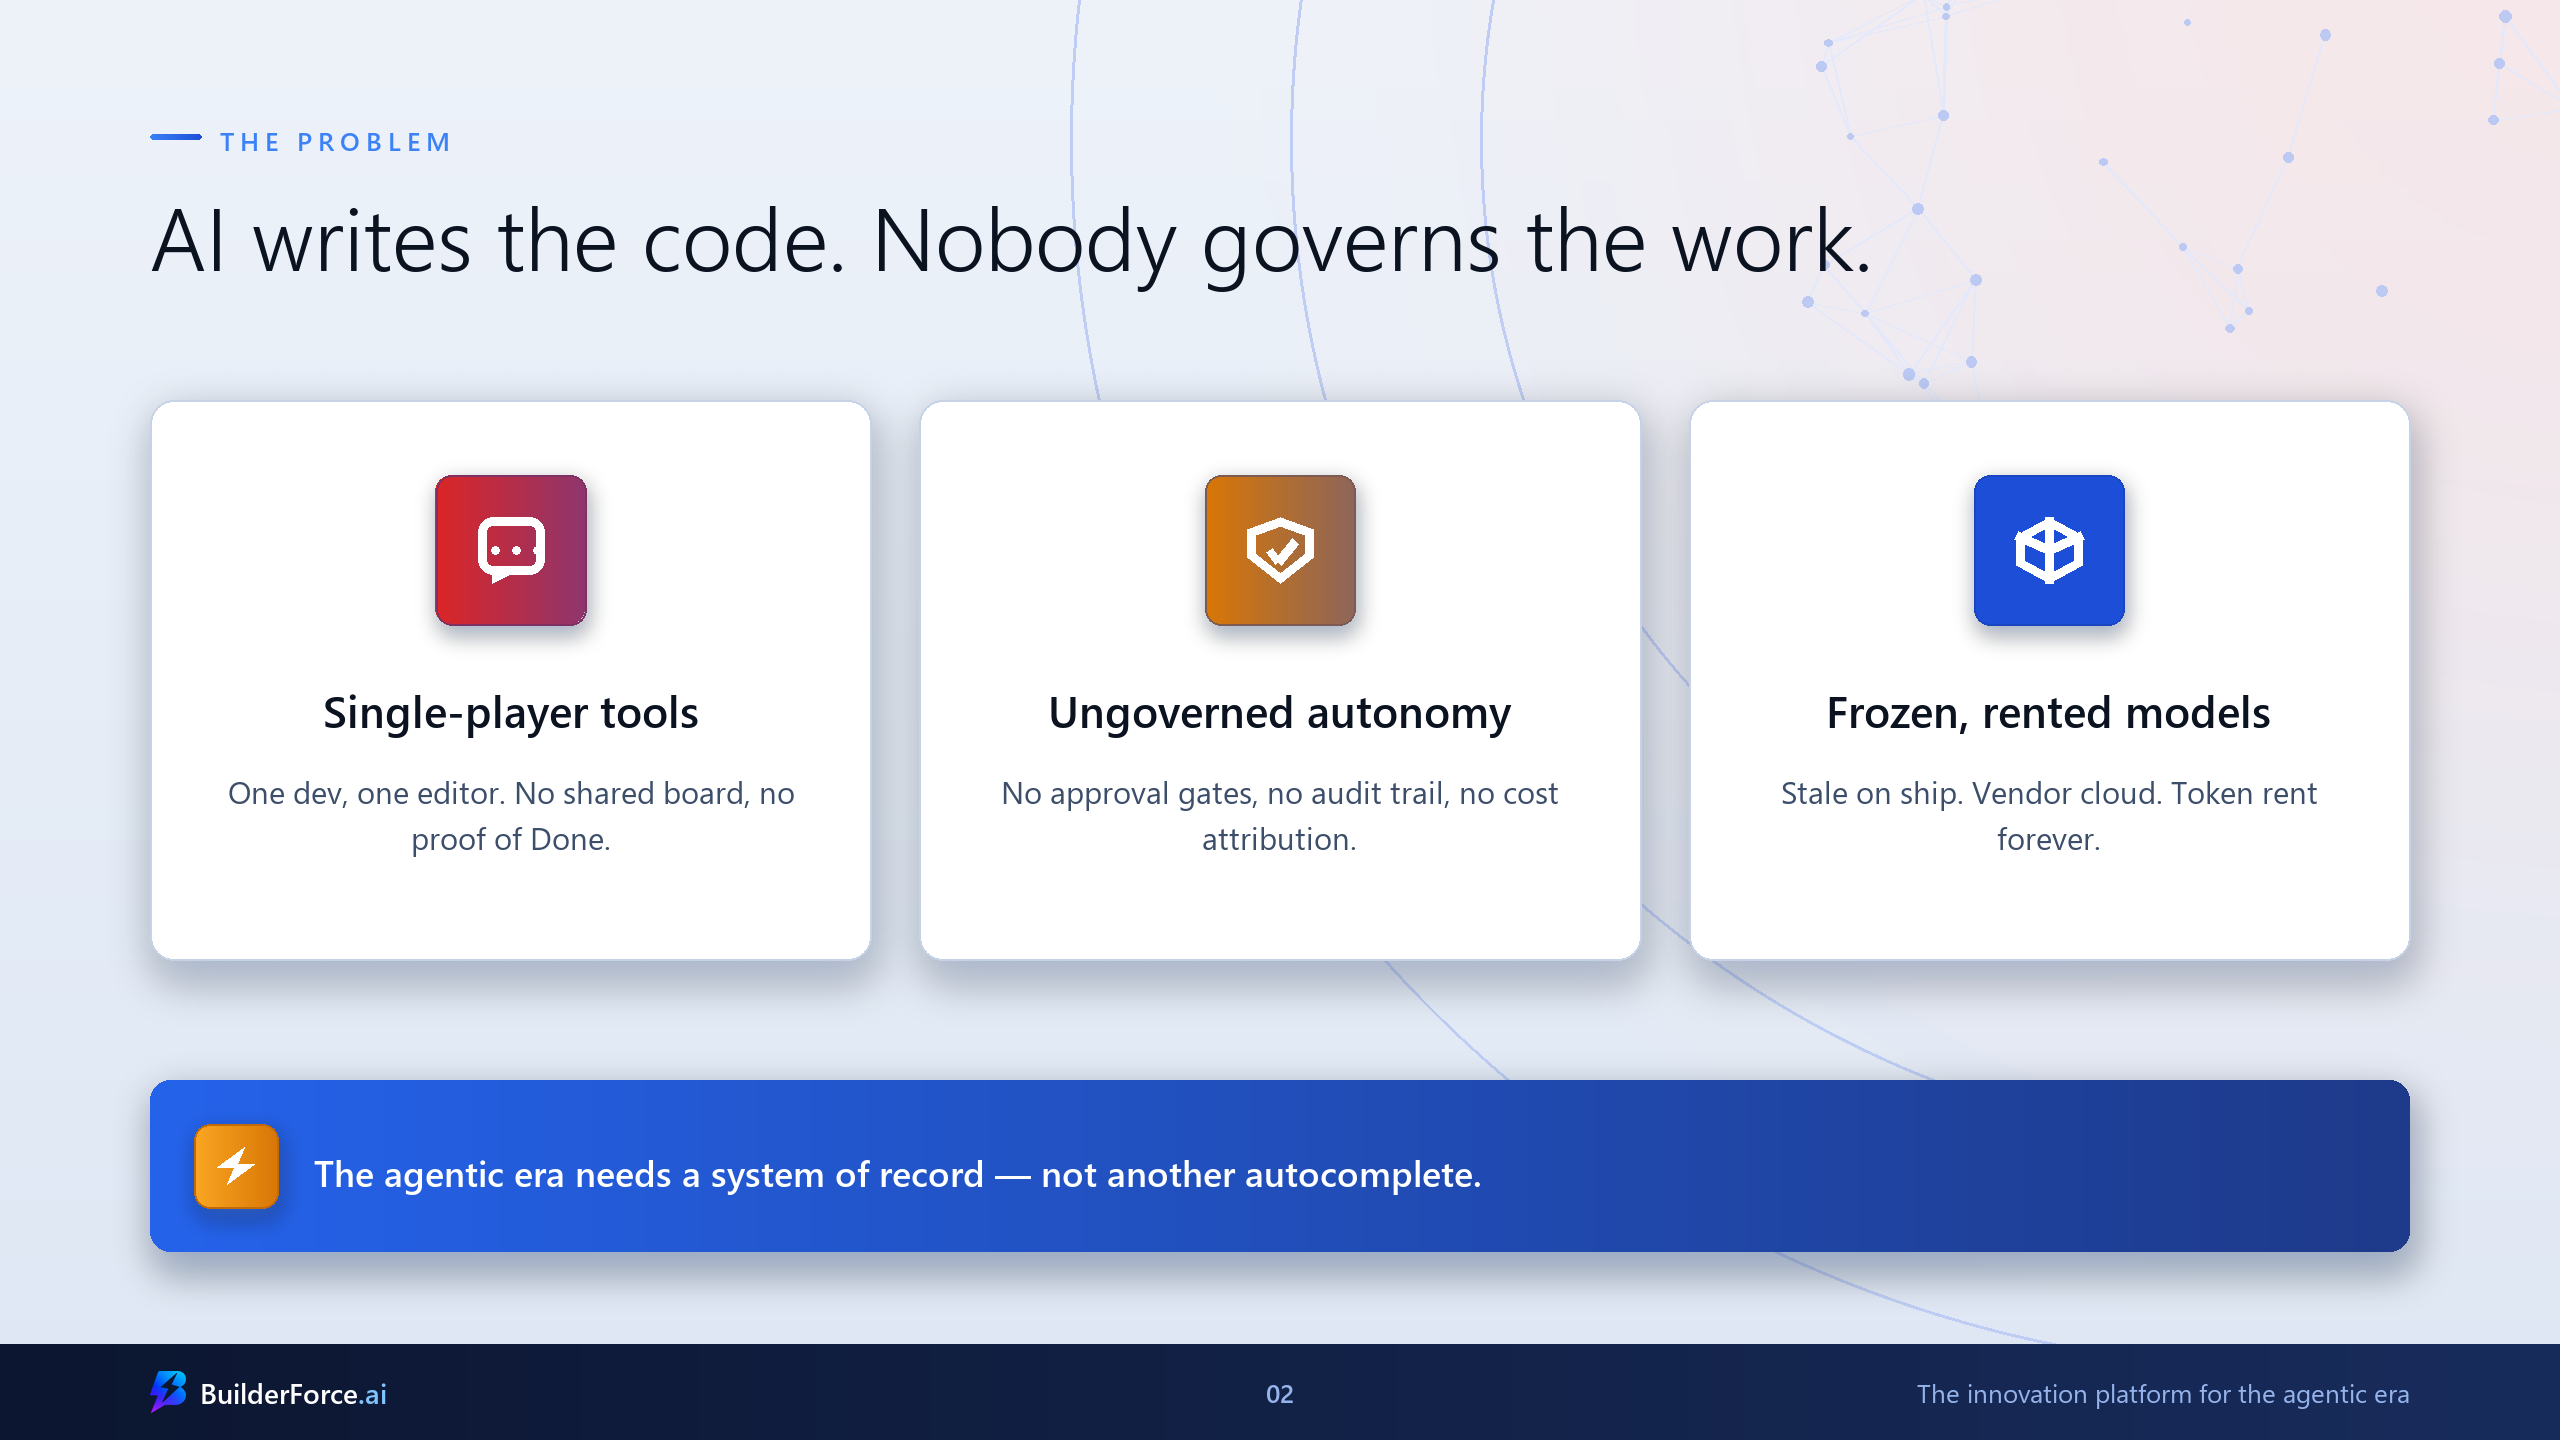 THE PROBLEM
AI writes the code. Nobody governs the work.
Single-player tools
One dev, one editor. No shared board, no
proof of Done.
Ungoverned autonomy
No approval gates, no audit trail, no cost
attribution.
Frozen, rented models
Stale on ship. Vendor cloud. Token rent
forever.
The agentic era needs a system of record — not another autocomplete.
BuilderForce.ai
02
The innovation platform for the agentic era